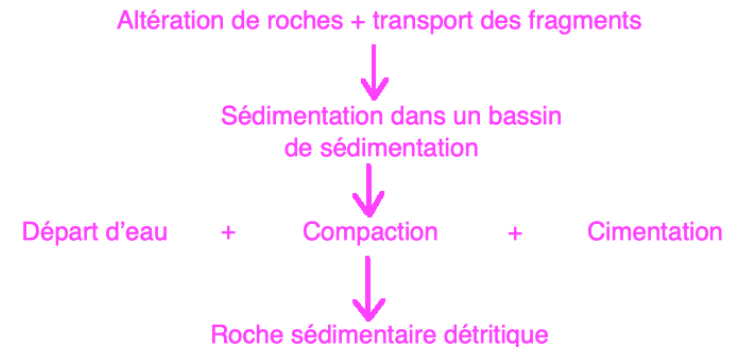 Altération de roches + transport des fragments
Sédimentation dans un bassin
de sédimentation
Départ d'eau + Compaction + Cimentation
Roche sédimentaire détritique